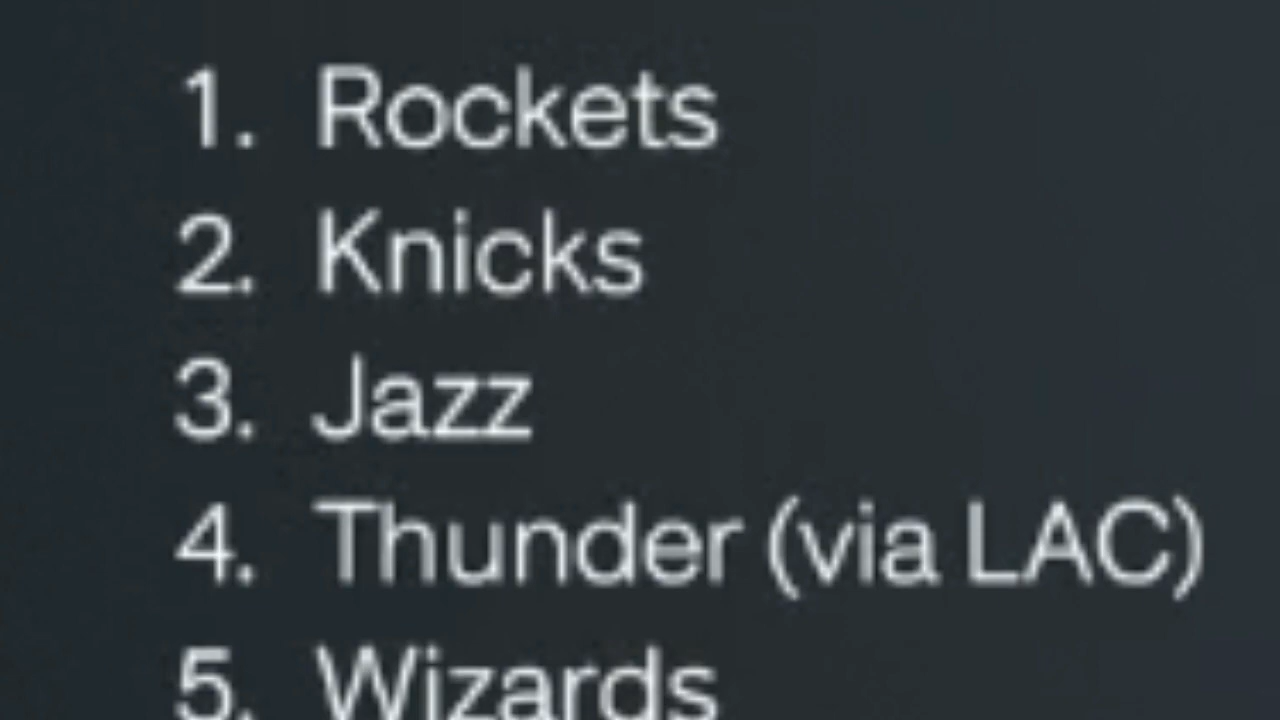 1. Rockets
2. Knicks
3. Jazz
4. Thunder (via LAC)
5. Wizards